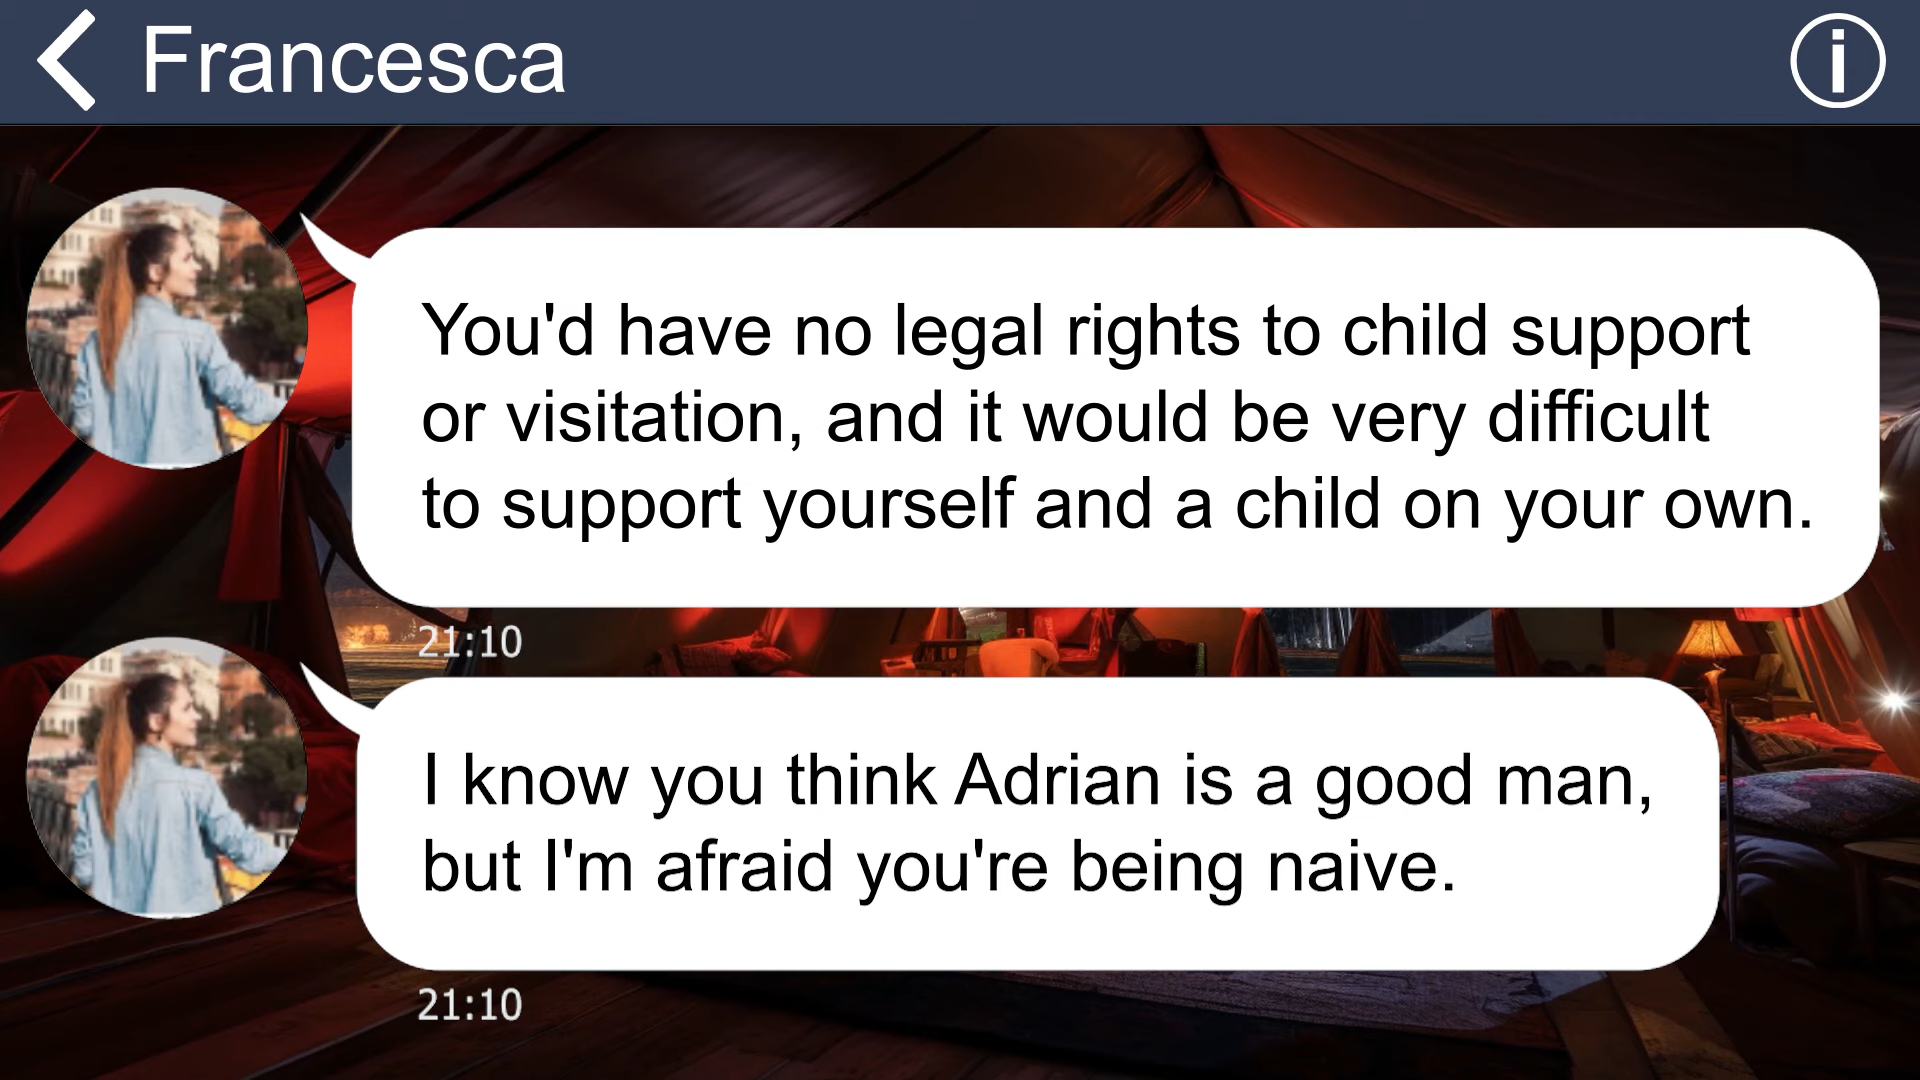 Francesca
You'd have no legal rights to child support
or visitation, and it would be very difficult
to support yourself and a child on your own.
21:10
I know you think Adrian is a good man,
but I'm afraid you're being naive.
21:10